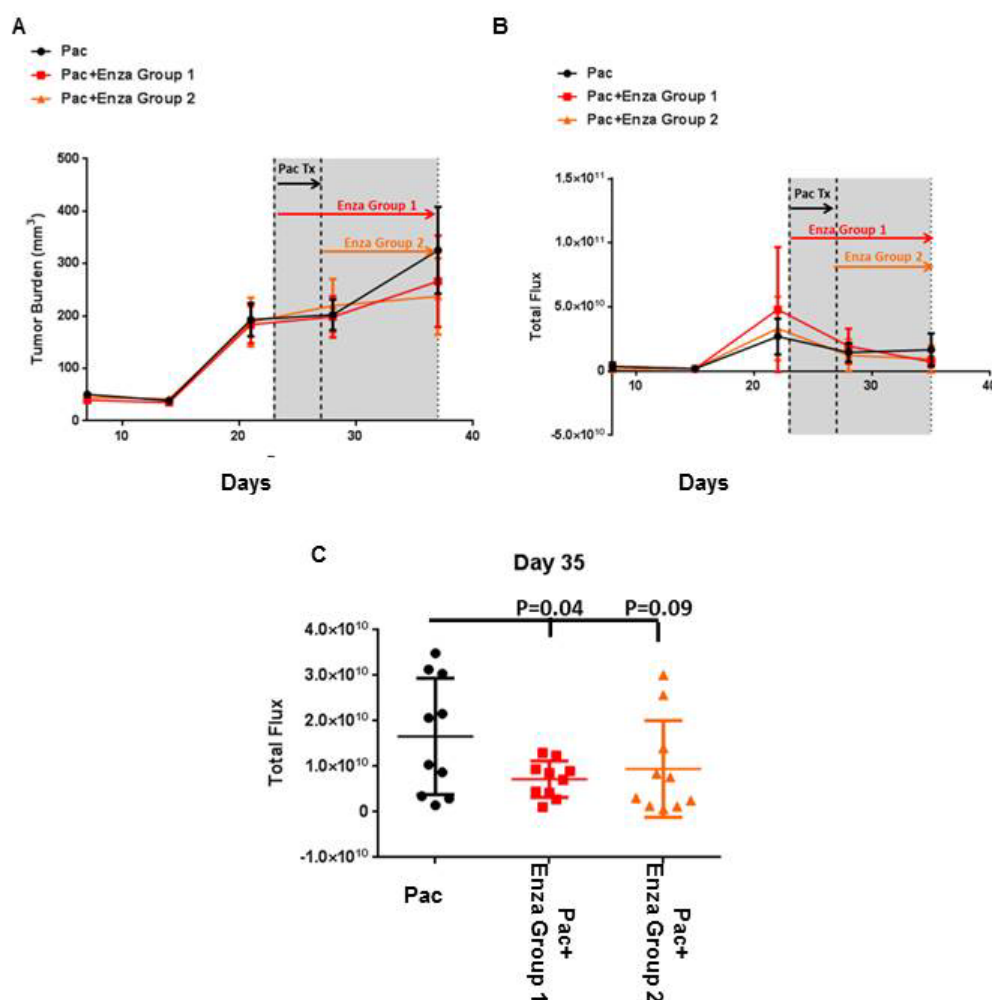 A
Pac
Pac+Enza Group 1
Pac+Enza Group 2
500
400
300
200
100
0
Tumor Burden (mm³)
Pac Tx
Enza Group 1
Enza Group 2
10
20
30
40
Days
B
Pac
Pac+Enza Group 1
Pac+Enza Group 2
1.5×10¹¹
1.0×10¹¹
5.0×10¹⁰
0
-5.0×10¹⁰
Total Flux
Pac Tx
Enza Group 1
Enza Group 2
10
20
30
40
Days
C
Day 35
P=0.04 P=0.09
4.0×10¹⁰
3.0×10¹⁰
2.0×10¹⁰
1.0×10¹⁰
0
-1.0×10¹⁰
Total Flux
Pac
Pac+
Enza Group 1
Pac+
Enza Group 2